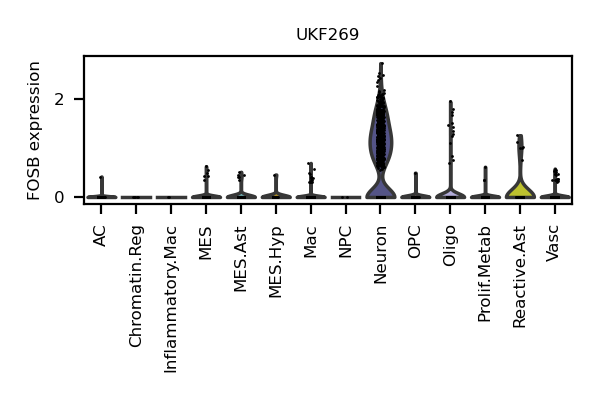 UKF269
FOSB expression
2
0
AC
Chromatin.Reg
Inflammatory.Mac
MES
MES.Ast
MES.Hyp
Mac
NPC
Neuron
OPC
Oligo
Prolif.Metab
Reactive.Ast
Vasc